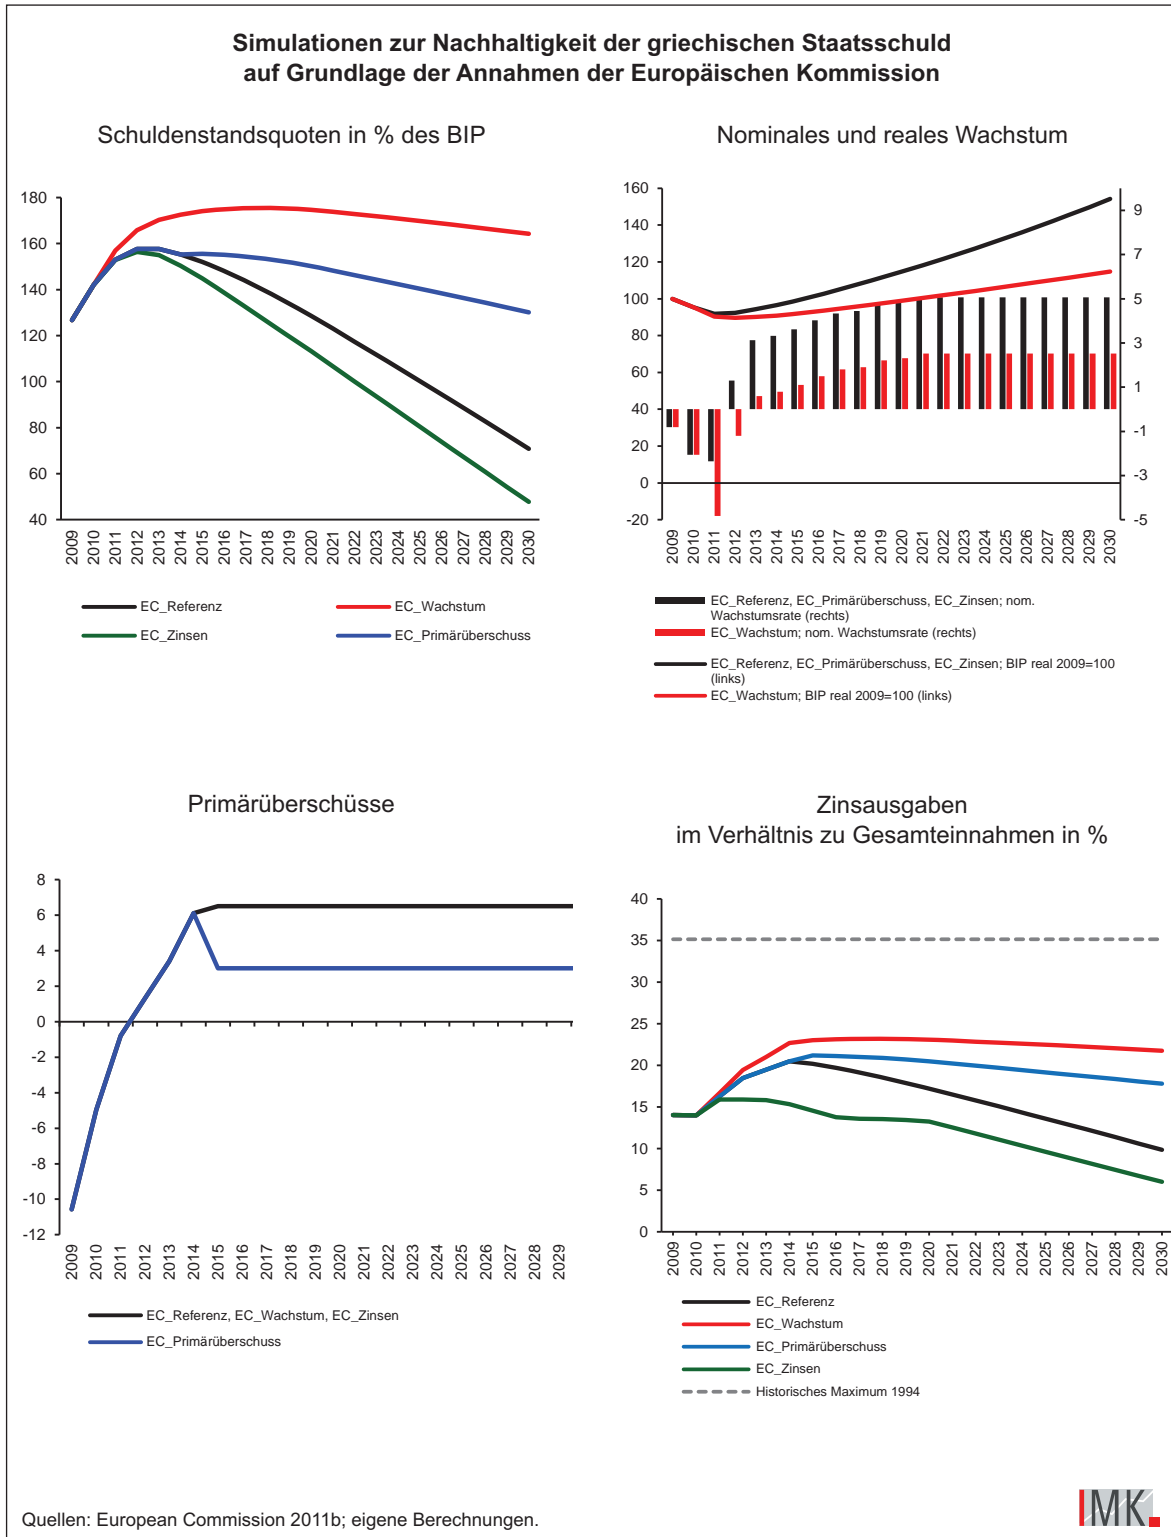 Simulationen zur Nachhaltigkeit der griechischen Staatsschuld
auf Grundlage der Annahmen der Europäischen Kommission
Schuldenstandsquoten in % des BIP
180
160
140
120
100
80
60
40
2009 2010 2011 2012 2013 2014 2015 2016 2017 2018 2019 2020 2021 2022 2023 2024 2025 2026 2027 2028 2029 2030
EC_Referenz
EC_Wachstum
EC_Zinsen
EC_Primärüberschuss
Nominales und reales Wachstum
160
140
120
100
80
60
40
20
0
-20
9
7
5
3
1
-1
-3
-5
2009 2010 2011 2012 2013 2014 2015 2016 2017 2018 2019 2020 2021 2022 2023 2024 2025 2026 2027 2028 2029 2030
EC_Referenz, EC_Primärüberschuss, EC_Zinsen; nom.
Wachstumsrate (rechts)
EC_Wachstum; nom. Wachstumsrate (rechts)
EC_Referenz, EC_Primärüberschuss, EC_Zinsen; BIP real 2009=100
(links)
EC_Wachstum; BIP real 2009=100 (links)
Primärüberschüsse
8
6
4
2
0
-2
-4
-6
-8
-10
-12
2009 2010 2011 2012 2013 2014 2015 2016 2017 2018 2019 2020 2021 2022 2023 2024 2025 2026 2027 2028 2029
EC_Referenz, EC_Wachstum, EC_Zinsen
EC_Primärüberschuss
Zinsausgaben
im Verhältnis zu Gesamteinnahmen in %
40
35
30
25
20
15
10
5
0
2009 2010 2011 2012 2013 2014 2015 2016 2017 2018 2019 2020 2021 2022 2023 2024 2025 2026 2027 2028 2029 2030
EC_Referenz
EC_Wachstum
EC_Primärüberschuss
EC_Zinsen
Historisches Maximum 1994
Quellen: European Commission 2011b; eigene Berechnungen.
IMK